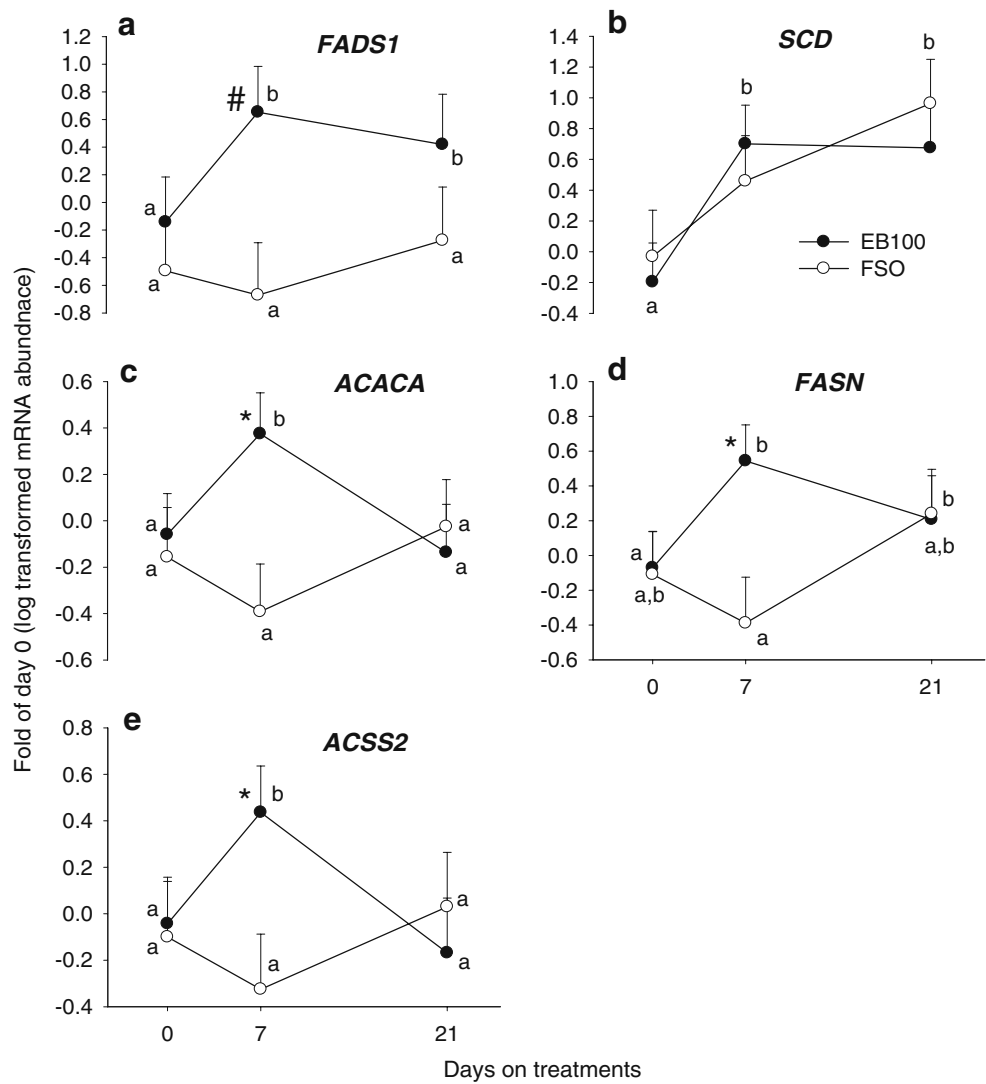 Fold of day 0 (log transformed mRNA abundnace)
a
FADS1
1.2
1.0
0.8
0.6
0.4
0.2
0.0
-0.2
-0.4
-0.6
-0.8
a
a
#
b
a
b
a
b
SCD
1.4
1.2
1.0
0.8
0.6
0.4
0.2
0.0
-0.2
-0.4
a
b
b
EB100
FSO
c
ACACA
0.6
0.4
0.2
0.0
-0.2
-0.4
-0.6
a
a
*
b
a
a
a
d
FASN
1.0
0.8
0.6
0.4
0.2
0.0
-0.2
-0.4
-0.6
a
a,b
*
b
a
b
a,b
0
7
21
e
ACSS2
0.8
0.6
0.4
0.2
0.0
-0.2
-0.4
a
a
*
b
a
a
a
0
7
21
Days on treatments